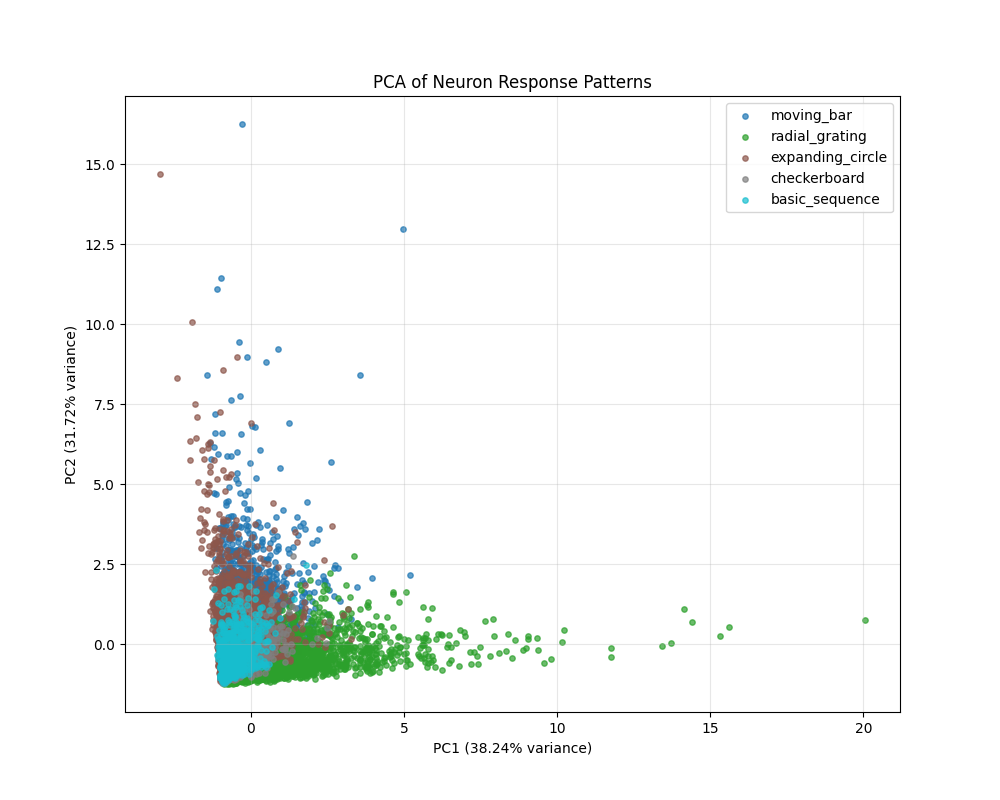 PCA of Neuron Response Patterns
moving_bar
radial_grating
expanding_circle
checkerboard
basic_sequence
15.0
12.5
10.0
7.5
5.0
2.5
0.0
PC2 (31.72% variance)
0
5
10
15
20
PC1 (38.24% variance)